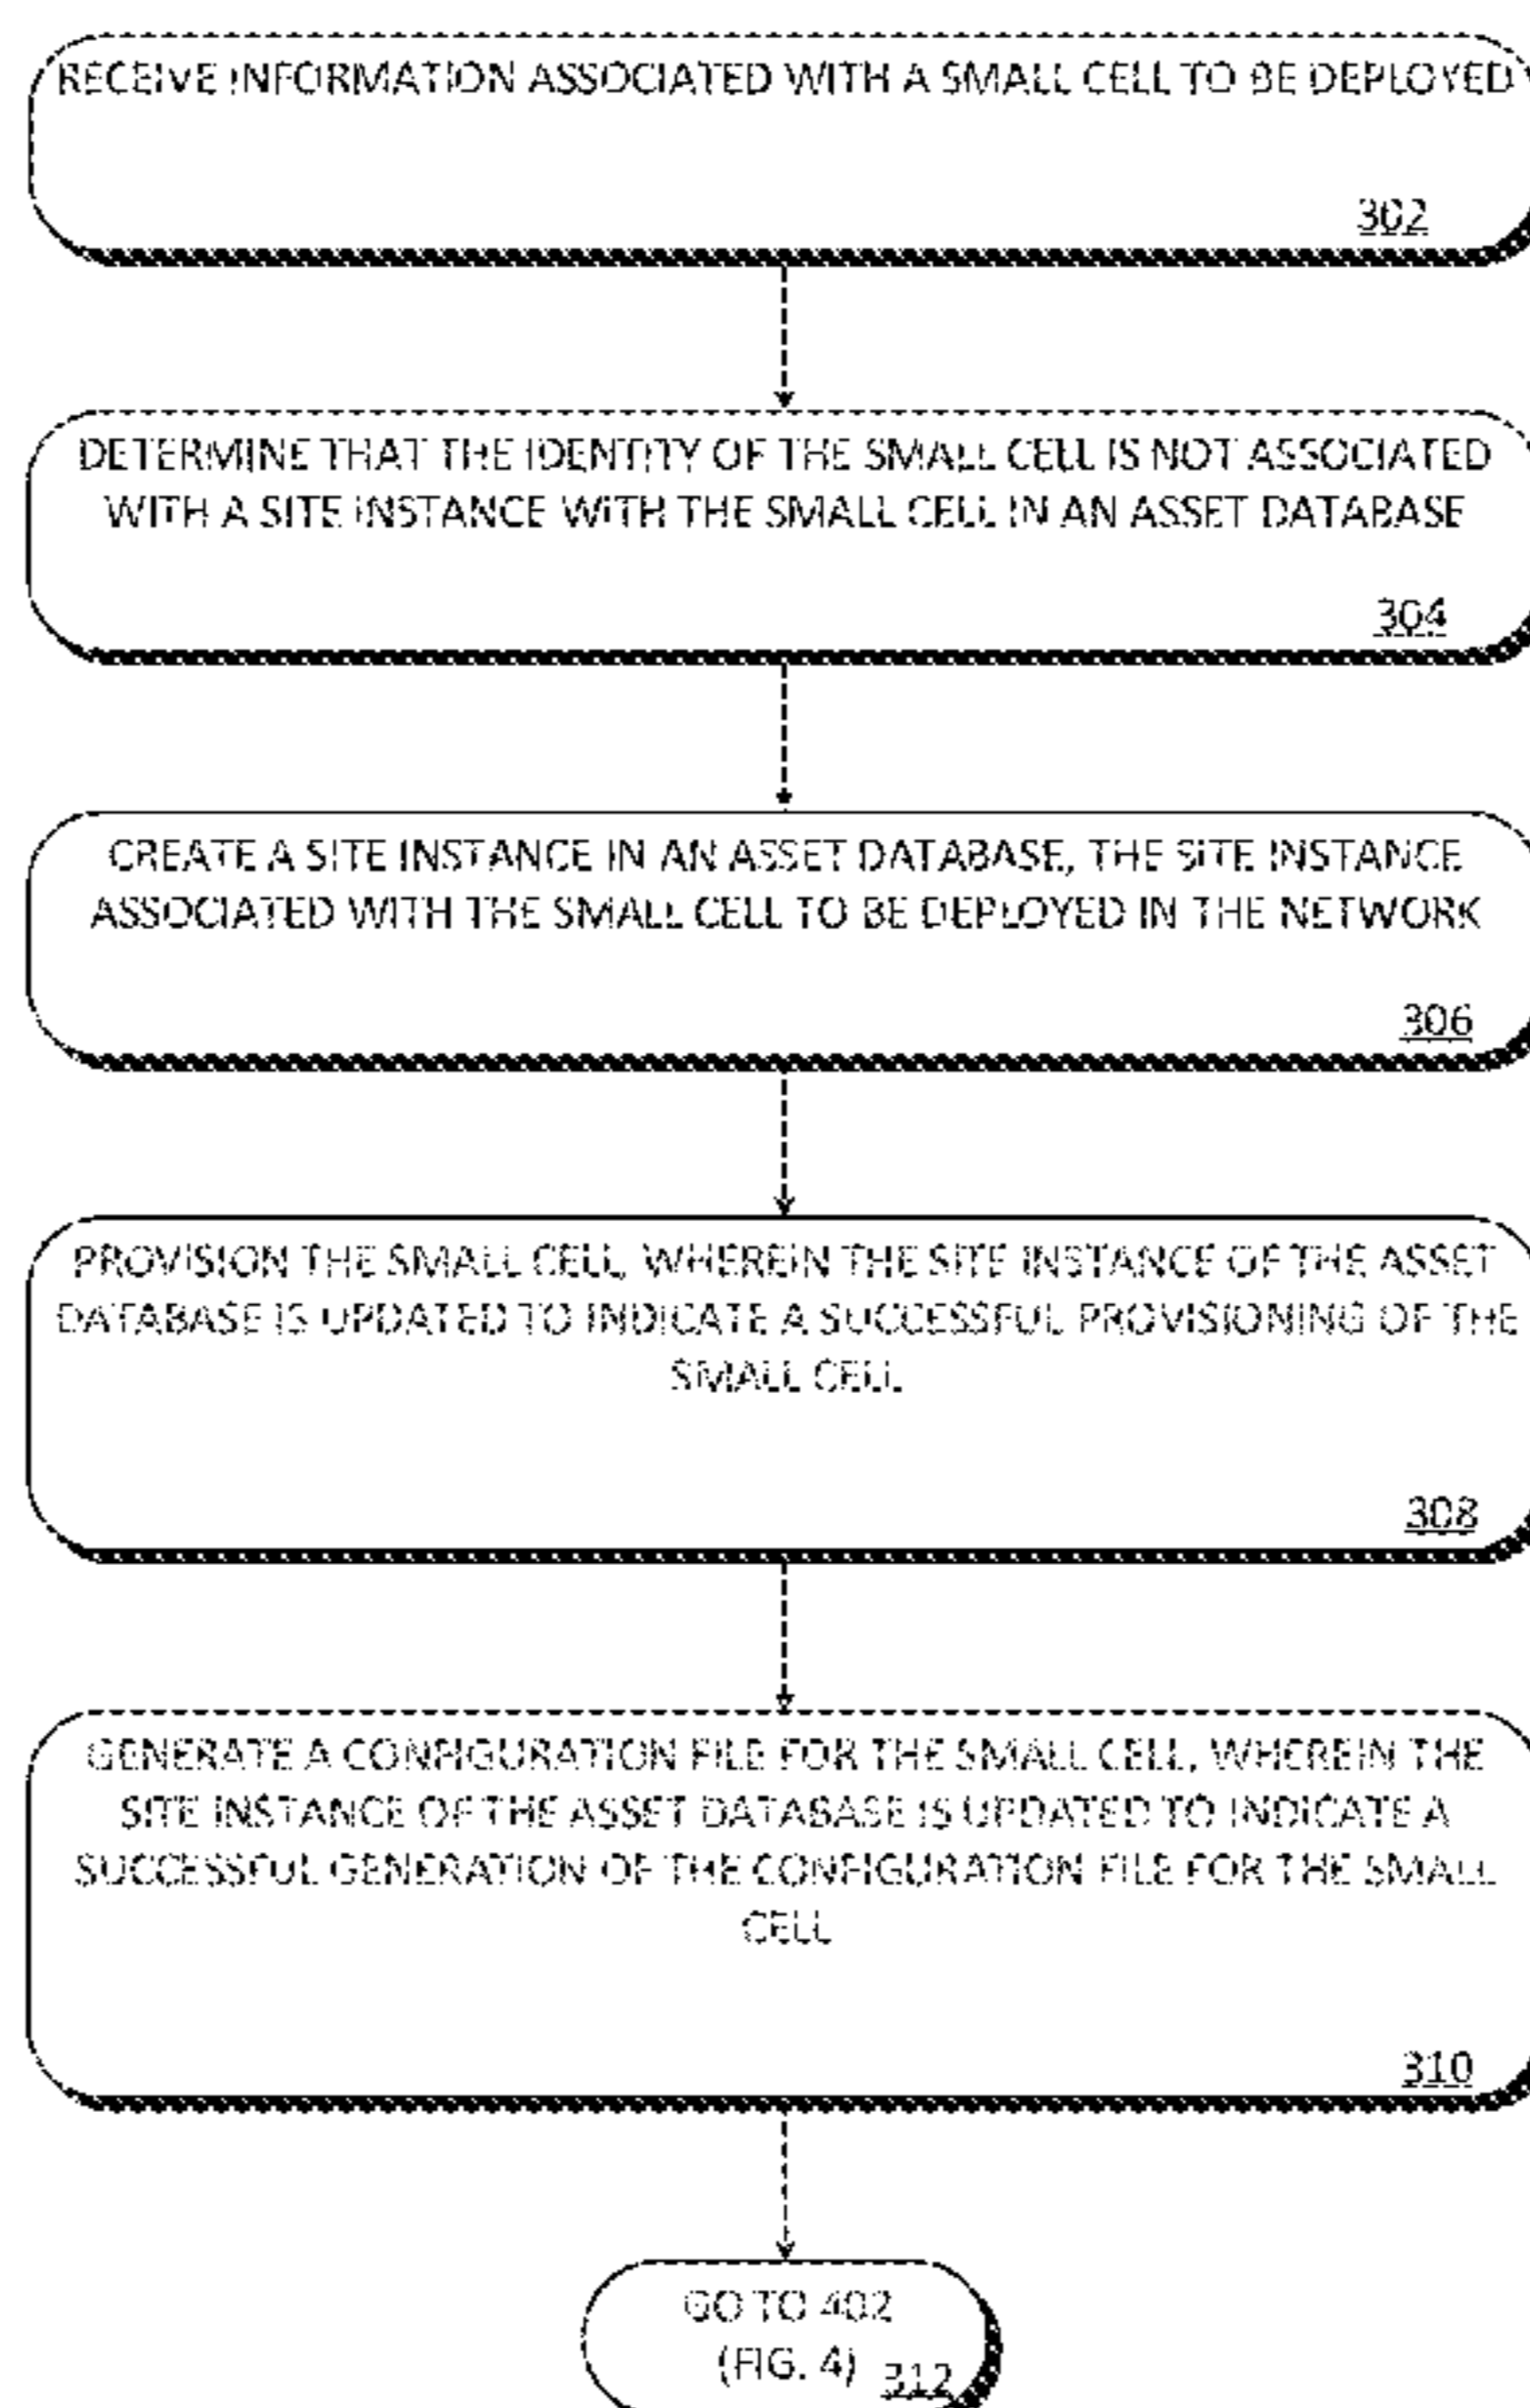 RECEIVE INFORMATION ASSOCIATED WITH A SMALL CELL TO BE DEPLOYED
302
DETERMINE THAT THE IDENTITY OF THE SMALL CELL IS NOT ASSOCIATED
WITH A SITE INSTANCE WITH THE SMALL CELL IN AN ASSET DATABASE
304
CREATE A SITE INSTANCE IN AN ASSET DATABASE, THE SITE INSTANCE
ASSOCIATED WITH THE SMALL CELL TO BE DEPLOYED IN THE NETWORK
306
PROVISION THE SMALL CELL, WHEREIN THE SITE INSTANCE OF THE ASSET
DATABASE IS UPDATED TO INDICATE A SUCCESSFUL PROVISIONING OF THE
SMALL CELL
308
GENERATE A CONFIGURATION FILE FOR THE SMALL CELL, WHEREIN THE
SITE INSTANCE OF THE ASSET DATABASE IS UPDATED TO INDICATE A
SUCCESSFUL GENERATION OF THE CONFIGURATION FILE FOR THE SMALL
CELL
310
GO TO 402
(FIG. 4)
312